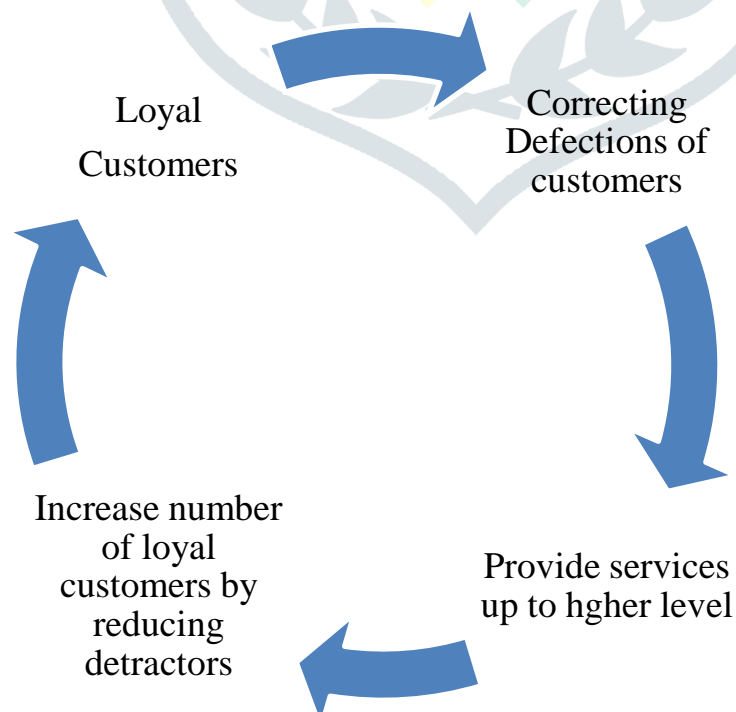 Loyal
Customers
Correcting
Defections of
customers
Provide services
up to hgher level
Increase number
of loyal
customers by
reducing
detractors